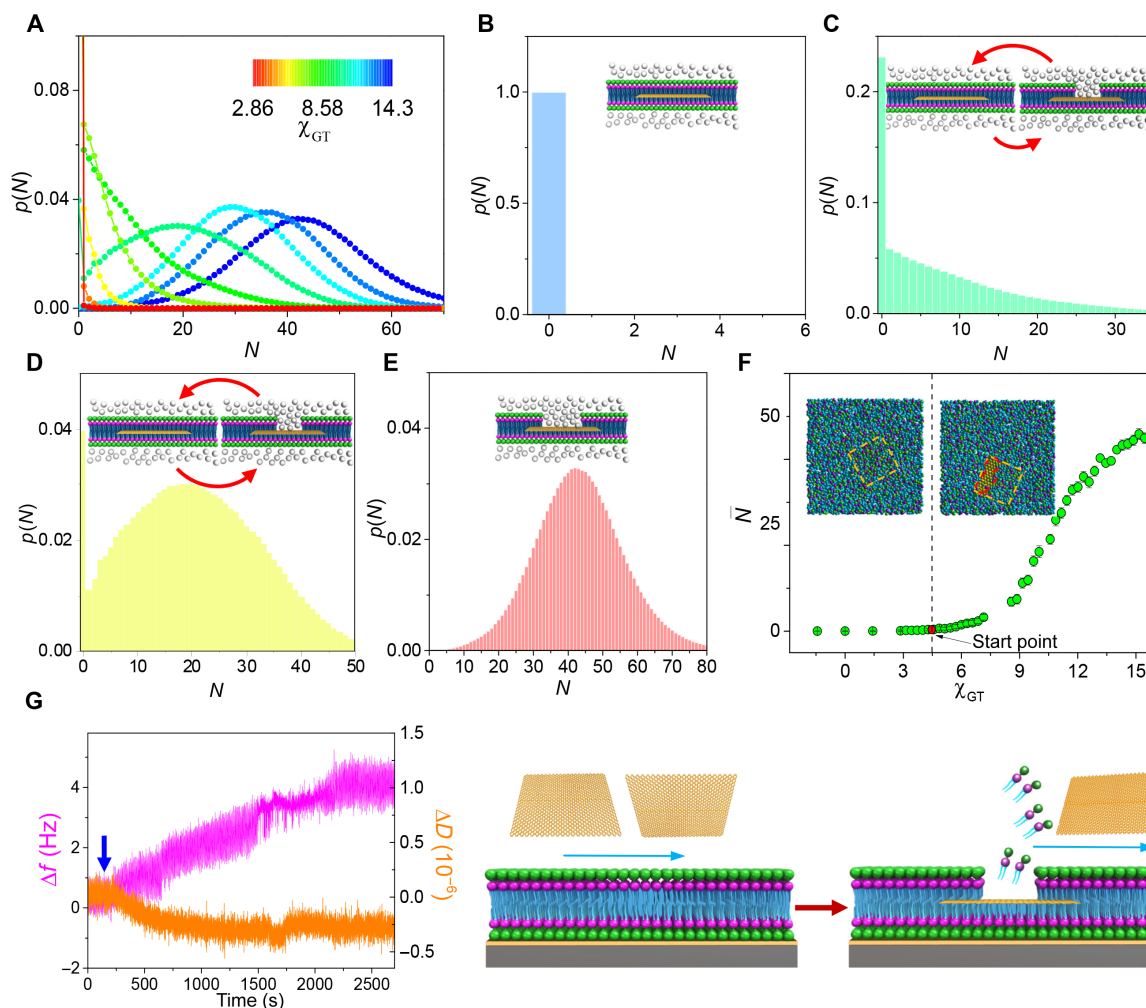 A
0.08
0.04
0.00
p(N)
0
20
40
60
N
2.86
8.58
14.3
χGT
B
1.0
0.5
0.0
p(N)
0
2
4
6
N
C
0.2
0.1
0.0
p(N)
0
10
20
30
N
D
0.04
0.02
0.00
p(N)
0
10
20
30
40
50
N
E
0.04
0.02
0.00
p(N)
0
20
40
60
80
N
F
50
25
0
N̅
0
3
6
9
12
15
χGT
Start point
G
4
2
0
−2
Δf (Hz)
1.5
1.0
0.5
0.0
−0.5
ΔD (10⁻⁶)
0
500
1000
1500
2000
2500
Time (s)